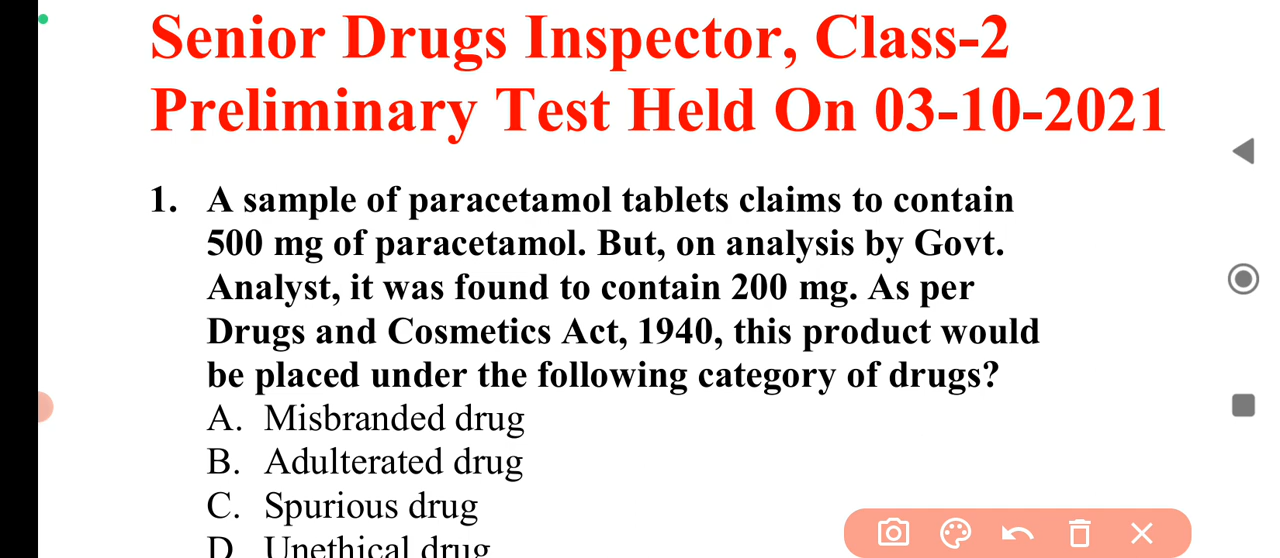 Senior Drugs Inspector, Class-2
Preliminary Test Held On 03-10-2021
1. A sample of paracetamol tablets claims to contain
500 mg of paracetamol. But, on analysis by Govt.
Analyst, it was found to contain 200 mg. As per
Drugs and Cosmetics Act, 1940, this product would
be placed under the following category of drugs?
A. Misbranded drug
B. Adulterated drug
C. Spurious drug
D. Unethical drug